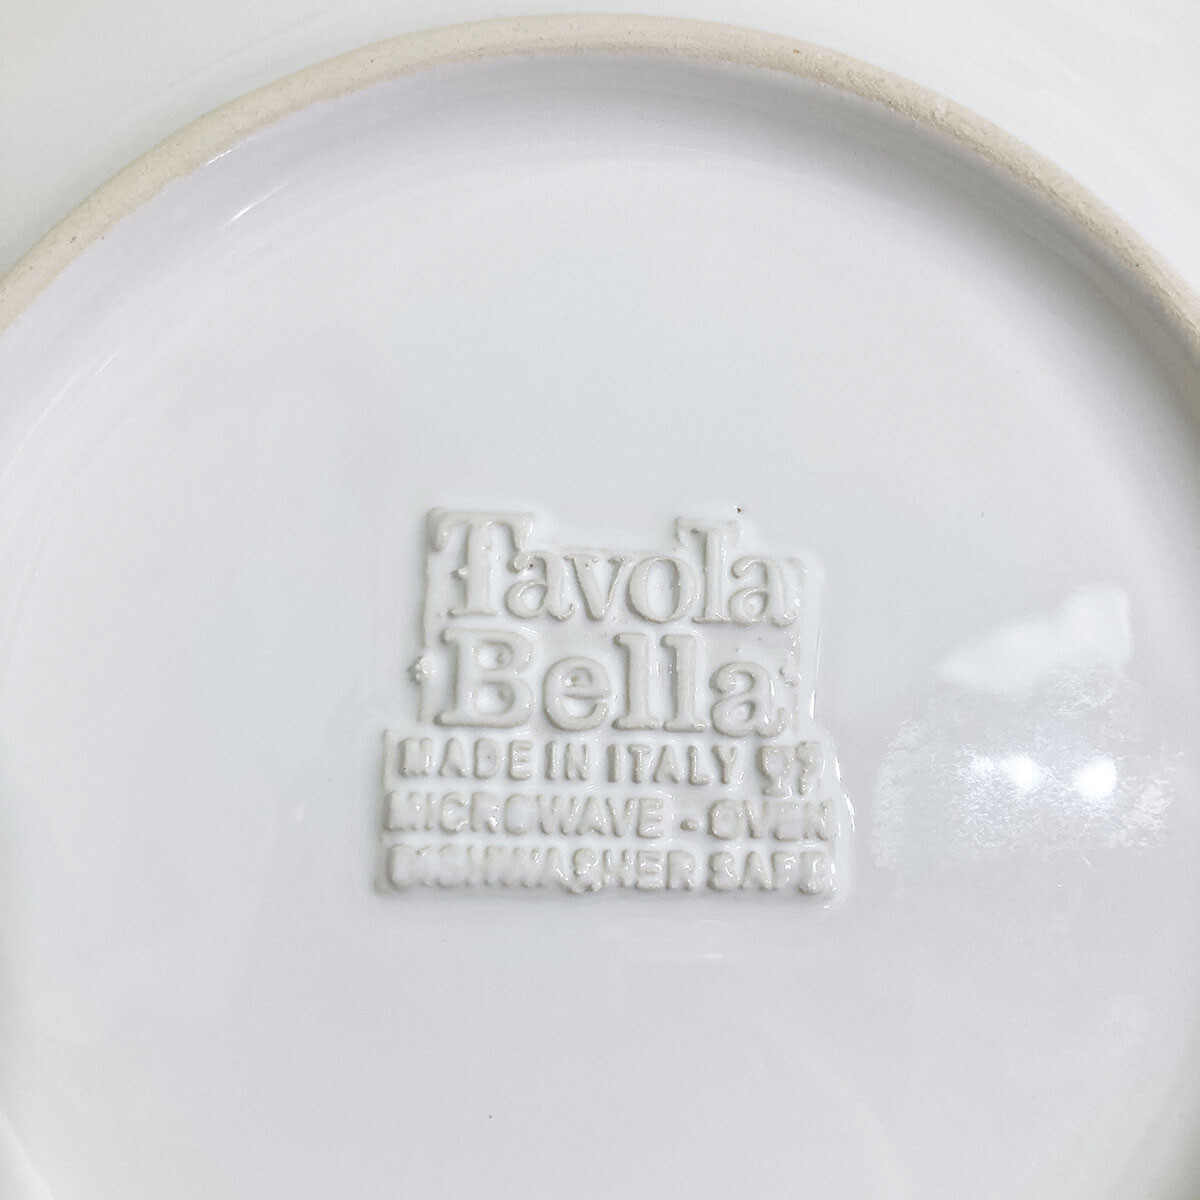 Tavola
Bella
MADE IN ITALY
MICROWAVE - OVEN
DISHWASHER SAFE